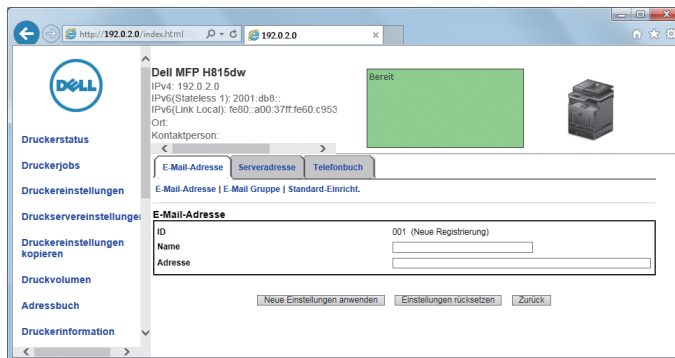 http://192.0.2.0/index.html
192.0.2.0
DELL
Dell MFP H815dw
IPv4: 192.0.2.0
IPv6(Stateless 1): 2001:db8::
IPv6(Link Local): fe80::a00:37ff:fe60:c953
Ort:
Kontaktperson:
Bereit
Druckerstatus
Druckerjobs
Druckereinstellungen
Druckservereinstellungen
Druckereinstellungen
kopieren
Druckvolumen
Adressbuch
Druckerinformation
E-Mail-Adresse Serveradresse Telefonbuch
E-Mail-Adresse | E-Mail Gruppe | Standard-Einricht.
E-Mail-Adresse
ID 001 (Neue Registrierung)
Name
Adresse
Neue Einstellungen anwenden Einstellungen rücksetzen Zurück